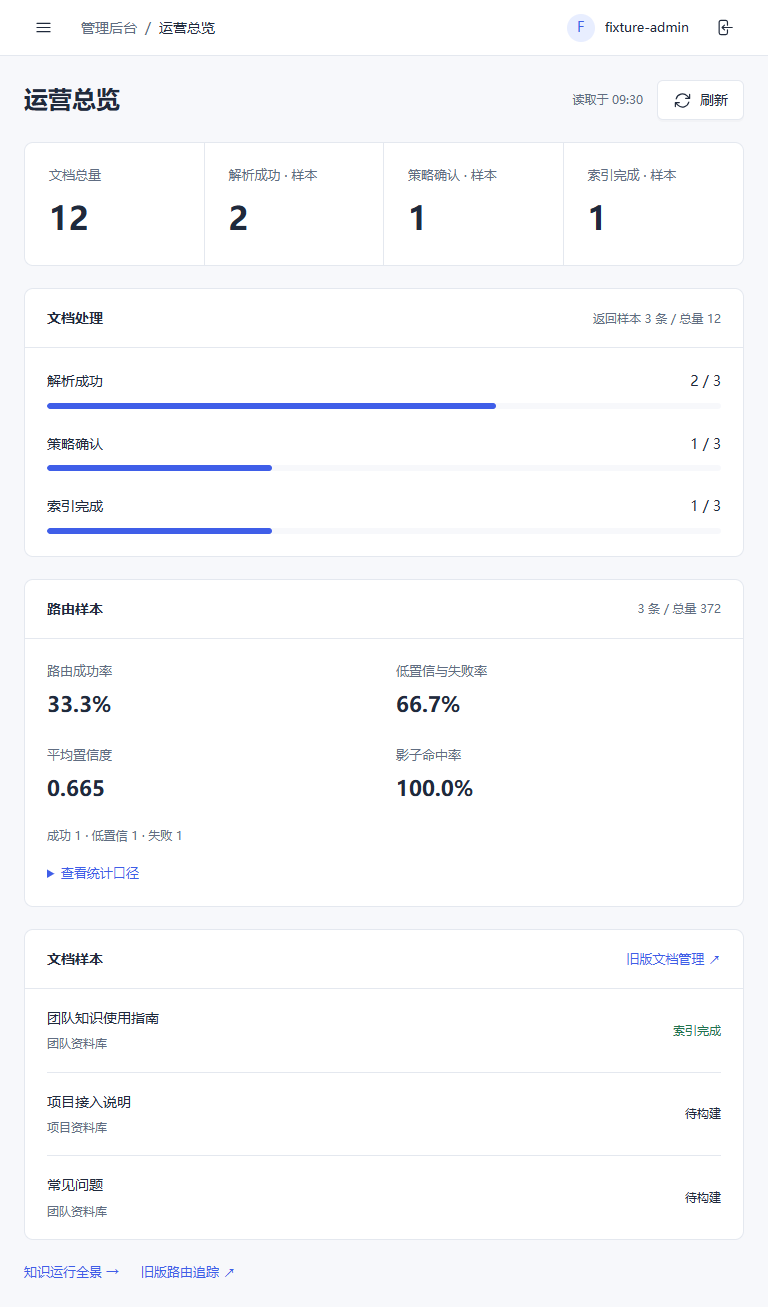 管理后台 / 运营总览
F fixture-admin
运营总览
读取于 09:30
刷新
文档总量
12
解析成功 · 样本
2
策略确认 · 样本
1
索引完成 · 样本
1
文档处理
返回样本 3 条 / 总量 12
解析成功 2 / 3
策略确认 1 / 3
索引完成 1 / 3
路由样本
3 条 / 总量 372
路由成功率
33.3%
低置信与失败率
66.7%
平均置信度
0.665
影子命中率
100.0%
成功 1 · 低置信 1 · 失败 1
▶ 查看统计口径
文档样本
旧版文档管理 ↗
团队知识使用指南
团队资料库
索引完成
项目接入说明
项目资料库
待构建
常见问题
团队资料库
待构建
知识运行全景 → 旧版路由追踪 ↗